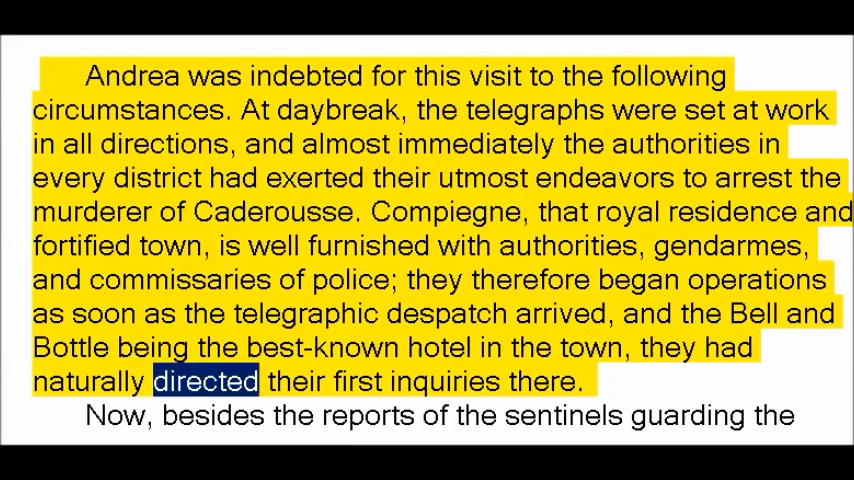 Andrea was indebted for this visit to the following
circumstances. At daybreak, the telegraphs were set at work
in all directions, and almost immediately the authorities in
every district had exerted their utmost endeavors to arrest the
murderer of Caderousse. Compiegne, that royal residence and
fortified town, is well furnished with authorities, gendarmes,
and commissaries of police; they therefore began operations
as soon as the telegraphic despatch arrived, and the Bell and
Bottle being the best-known hotel in the town, they had
naturally directed their first inquiries there.
Now, besides the reports of the sentinels guarding the